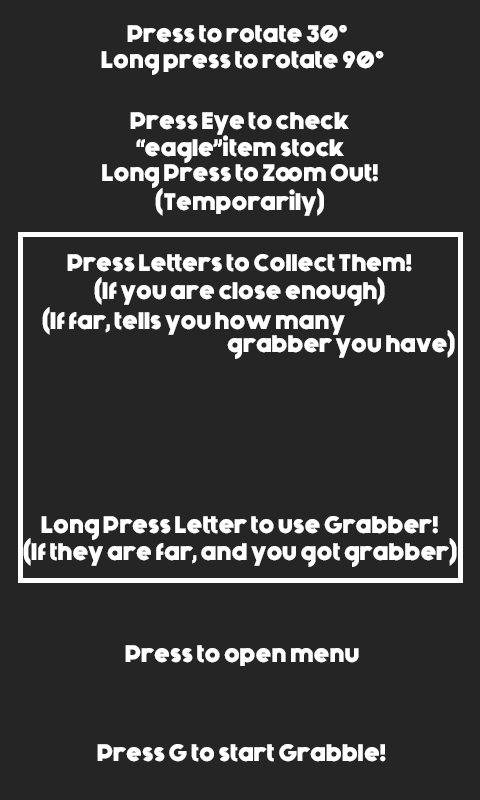 Press to rotate 30°
Long press to rotate 90°
Press Eye to check
“eagle”item stock
Long Press to Zoom Out!
(Temporarily)
Press Letters to Collect Them!
(If you are close enough)
(If far, tells you how many
grabber you have)
Long Press Letter to use Grabber!
(If they are far, and you got grabber)
Press to open menu
Press G to start Grabble!